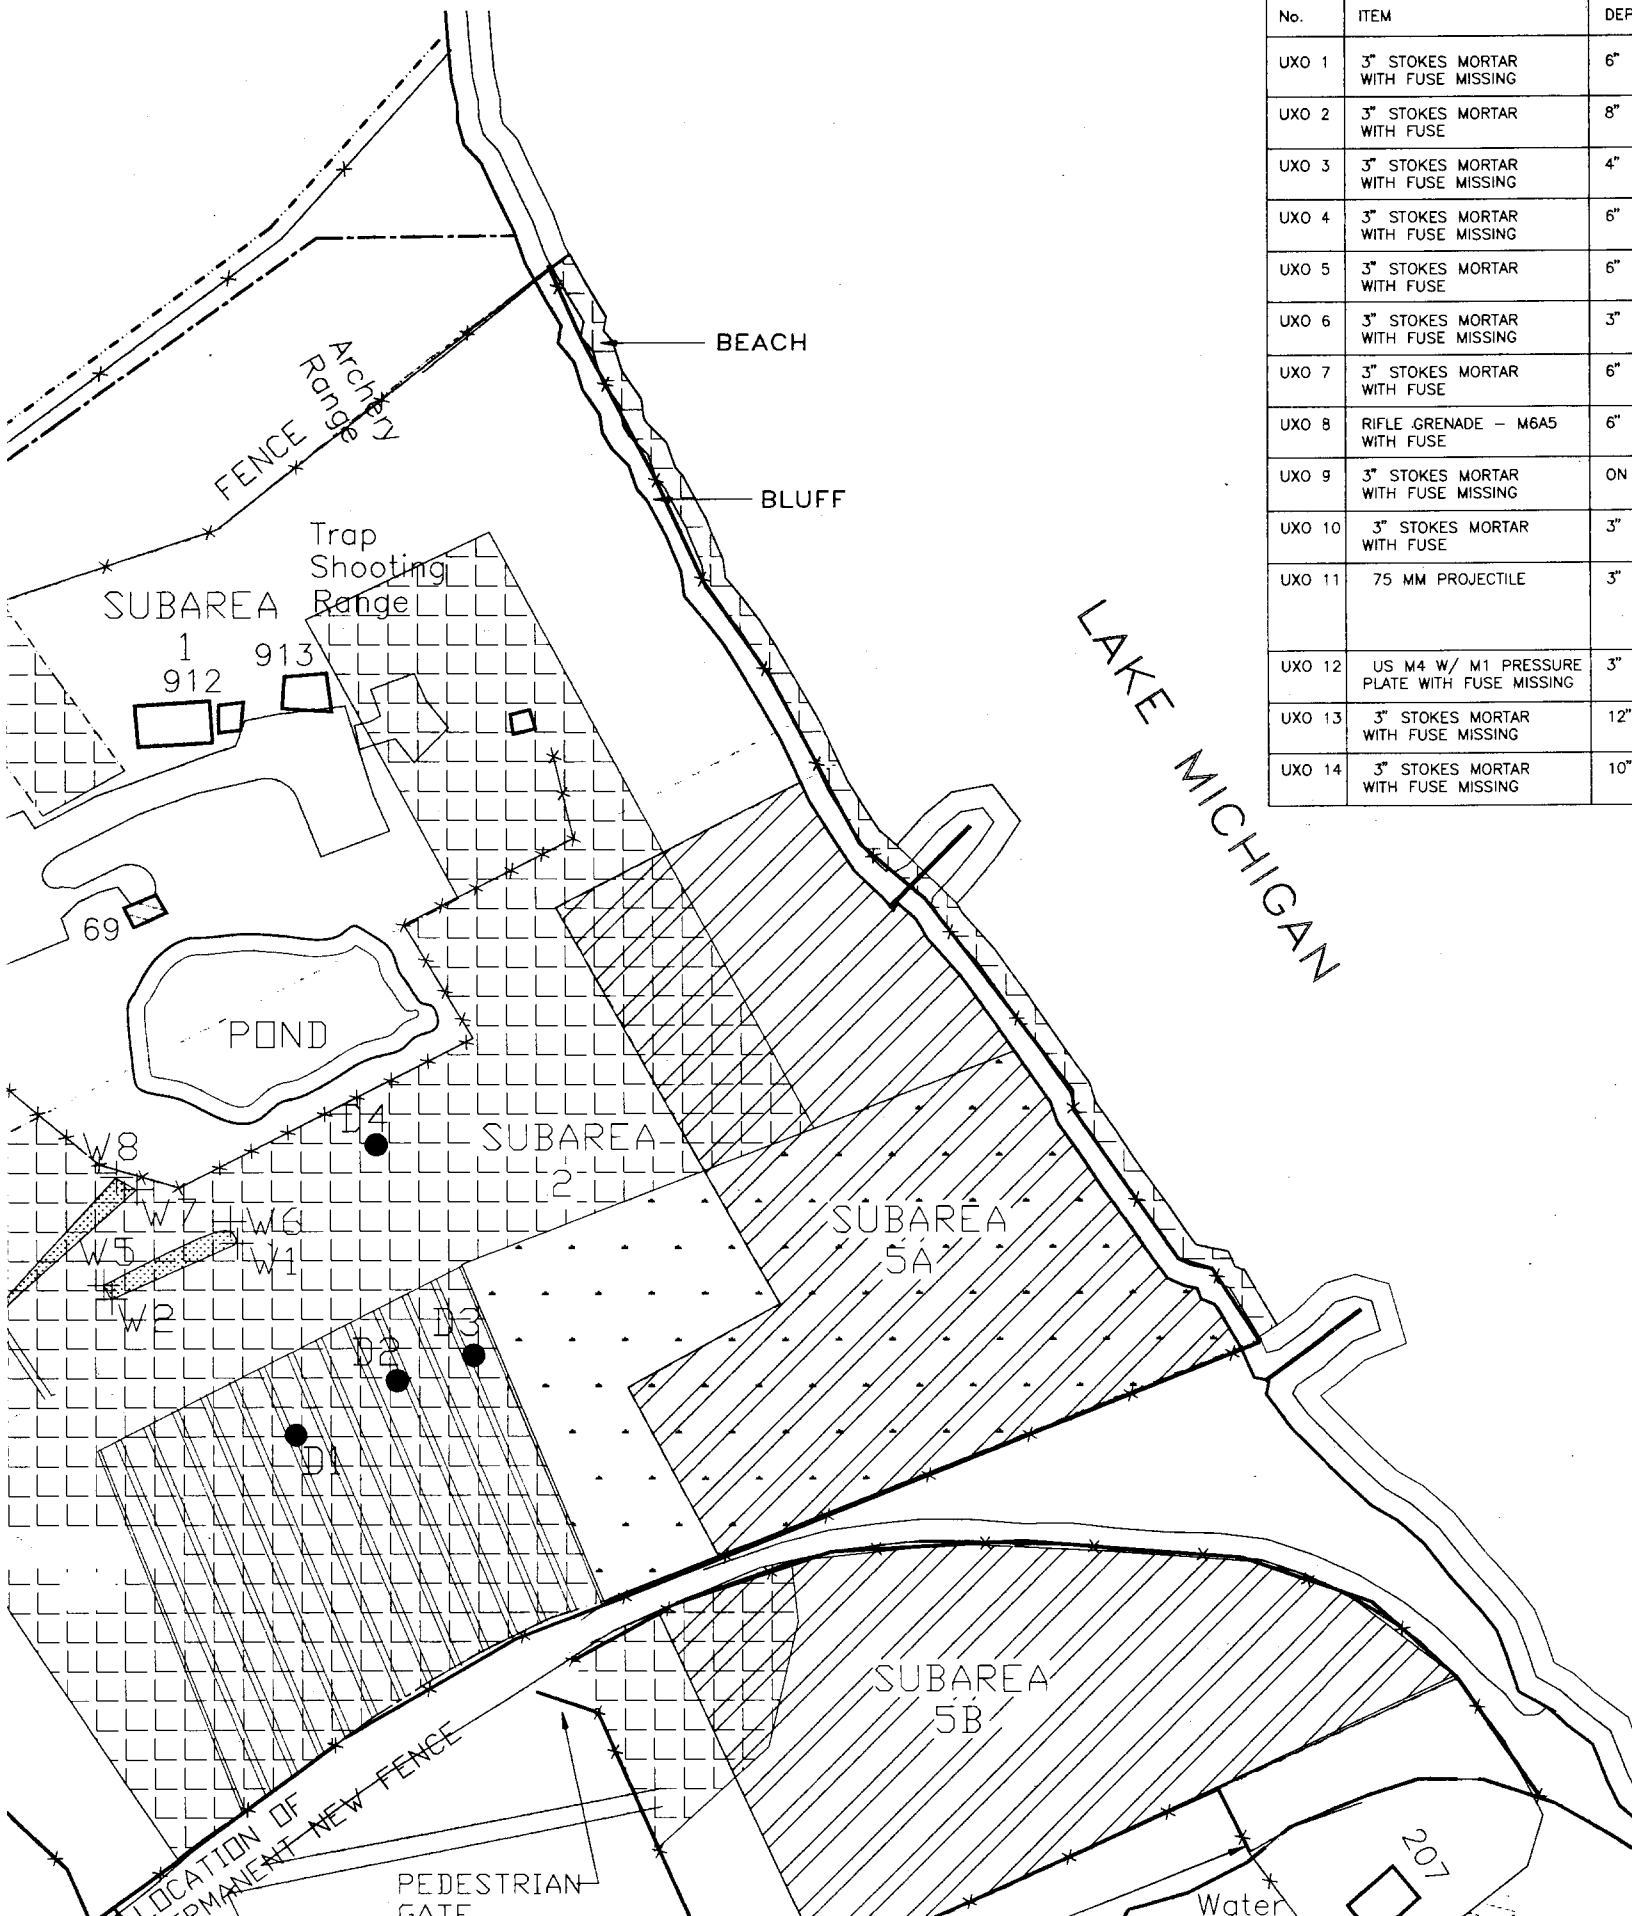 No. ITEM DEP
UXO 1 3" STOKES MORTAR 6"
WITH FUSE MISSING
UXO 2 3" STOKES MORTAR 8"
WITH FUSE
UXO 3 3" STOKES MORTAR 4"
WITH FUSE MISSING
UXO 4 3" STOKES MORTAR 6"
WITH FUSE MISSING
UXO 5 3" STOKES MORTAR 6"
WITH FUSE
UXO 6 3" STOKES MORTAR 3"
WITH FUSE MISSING
UXO 7 3" STOKES MORTAR 6"
WITH FUSE
UXO 8 RIFLE GRENADE – M6A5 6"
WITH FUSE
UXO 9 3" STOKES MORTAR ON
WITH FUSE MISSING
UXO 10 3" STOKES MORTAR 3"
WITH FUSE
UXO 11 75 MM PROJECTILE 3"
UXO 12 US M4 W/ M1 PRESSURE 3"
PLATE WITH FUSE MISSING
UXO 13 3" STOKES MORTAR 12"
WITH FUSE MISSING
UXO 14 3" STOKES MORTAR 10"
WITH FUSE MISSING
BEACH
Archery
Range
FENCE
BLUFF
Trap
Shooting
Range
SUBAREA
1
913
912
LAKE MICHIGAN
69
POND
D4
SUBAREA
2
W8
W7
W6
W5
W1
W2
SUBAREA
5A
D3
D2
D1
SUBAREA
5B
LOCATION OF
ERMANENT NEW FENCE
PEDESTRIAN
GATE
207
Water